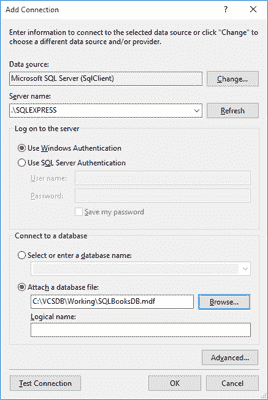 Add Connection
Enter information to connect to the selected data source or click "Change" to
choose a different data source and/or provider.
Data source:
Microsoft SQL Server (SqlClient)
Change...
Server name:
.\SQLEXPRESS
Refresh
Log on to the server
Use Windows Authentication
Use SQL Server Authentication
User name:
Password:
Save my password
Connect to a database
Select or enter a database name:
Attach a database file:
C:\VCSDB\Working\SQLBooksDB.mdf
Browse...
Logical name:
Advanced...
Test Connection
OK
Cancel